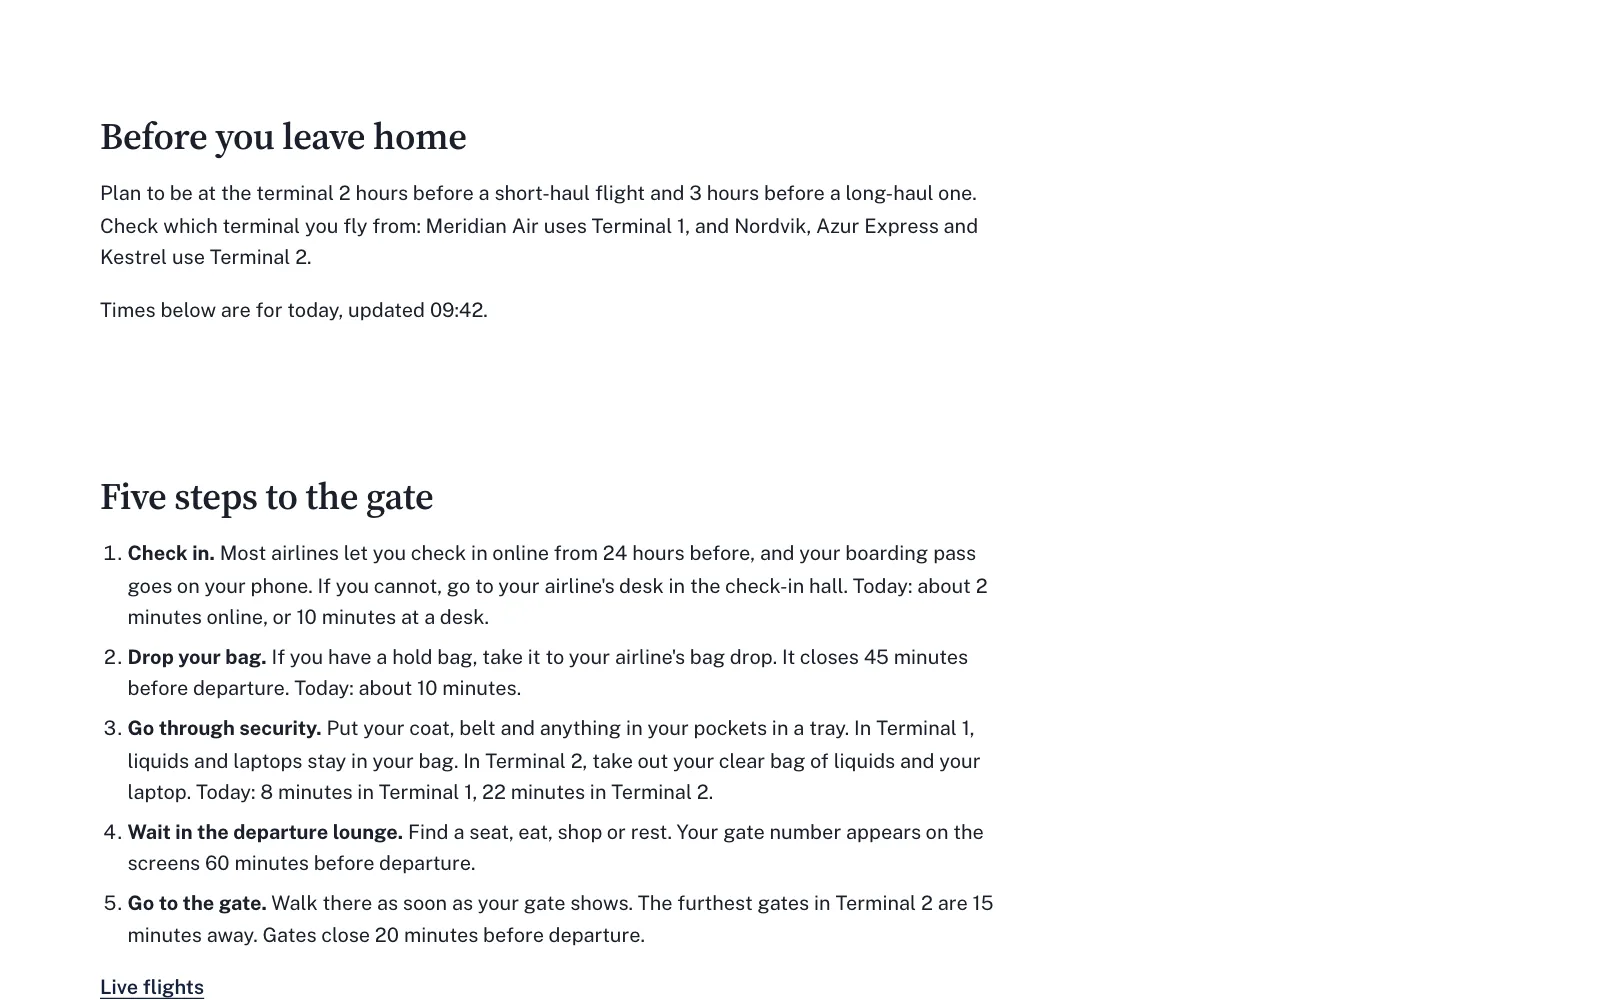 Before you leave home
Plan to be at the terminal 2 hours before a short-haul flight and 3 hours before a long-haul one.
Check which terminal you fly from: Meridian Air uses Terminal 1, and Nordvik, Azur Express and
Kestrel use Terminal 2.
Times below are for today, updated 09:42.
Five steps to the gate
1. Check in. Most airlines let you check in online from 24 hours before, and your boarding pass
goes on your phone. If you cannot, go to your airline's desk in the check-in hall. Today: about 2
minutes online, or 10 minutes at a desk.
2. Drop your bag. If you have a hold bag, take it to your airline's bag drop. It closes 45 minutes
before departure. Today: about 10 minutes.
3. Go through security. Put your coat, belt and anything in your pockets in a tray. In Terminal 1,
liquids and laptops stay in your bag. In Terminal 2, take out your clear bag of liquids and your
laptop. Today: 8 minutes in Terminal 1, 22 minutes in Terminal 2.
4. Wait in the departure lounge. Find a seat, eat, shop or rest. Your gate number appears on the
screens 60 minutes before departure.
5. Go to the gate. Walk there as soon as your gate shows. The furthest gates in Terminal 2 are 15
minutes away. Gates close 20 minutes before departure.
Live flights